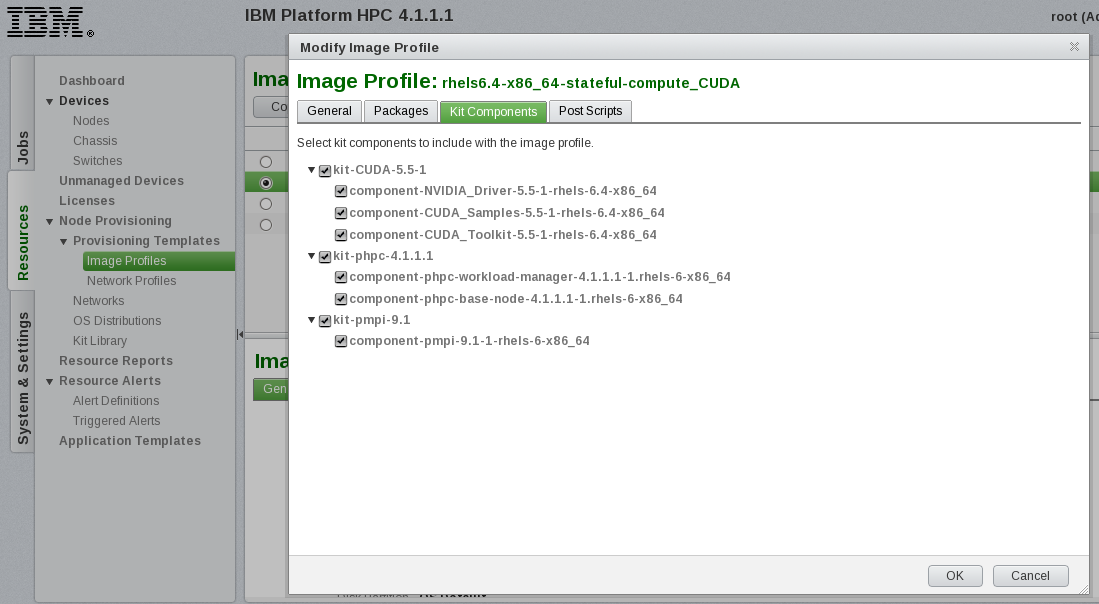 IBM
IBM Platform HPC 4.1.1.1
root (Ac
Jobs
Resources
System & Settings
Dashboard
Devices
Nodes
Chassis
Switches
Unmanaged Devices
Licenses
Node Provisioning
Provisioning Templates
Image Profiles
Network Profiles
Networks
OS Distributions
Kit Library
Resource Reports
Resource Alerts
Alert Definitions
Triggered Alerts
Application Templates
Ima
Co
Ima
Gen
Modify Image Profile
Image Profile: rhels6.4-x86_64-stateful-compute_CUDA
General Packages Kit Components Post Scripts
Select kit components to include with the image profile.
kit-CUDA-5.5-1
component-NVIDIA_Driver-5.5-1-rhels-6.4-x86_64
component-CUDA_Samples-5.5-1-rhels-6.4-x86_64
component-CUDA_Toolkit-5.5-1-rhels-6.4-x86_64
kit-phpc-4.1.1.1
component-phpc-workload-manager-4.1.1.1-1.rhels-6-x86_64
component-phpc-base-node-4.1.1.1-1.rhels-6-x86_64
kit-pmpi-9.1
component-pmpi-9.1-1-rhels-6-x86_64
OK Cancel